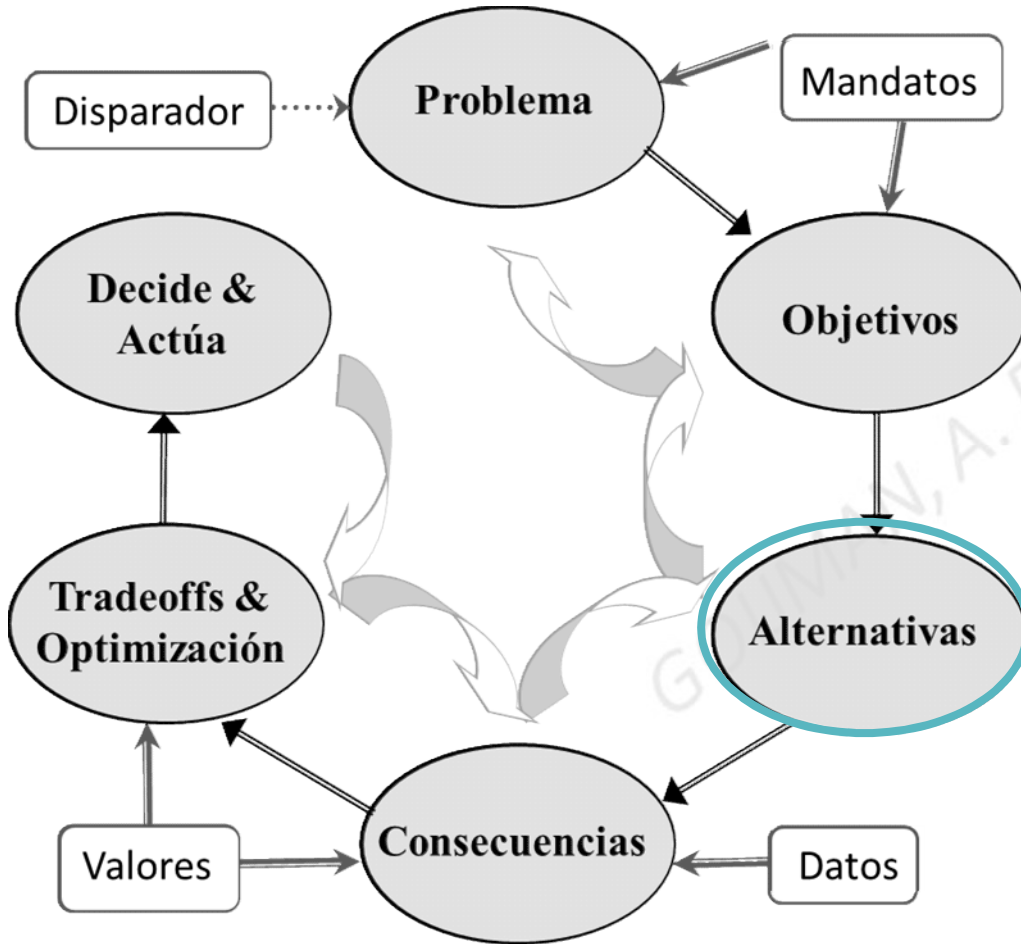 Disparador
Problema
Mandatos
Decide &
Actúa
Objetivos
Tradeoffs &
Optimización
Alternativas
Valores
Consecuencias
Datos